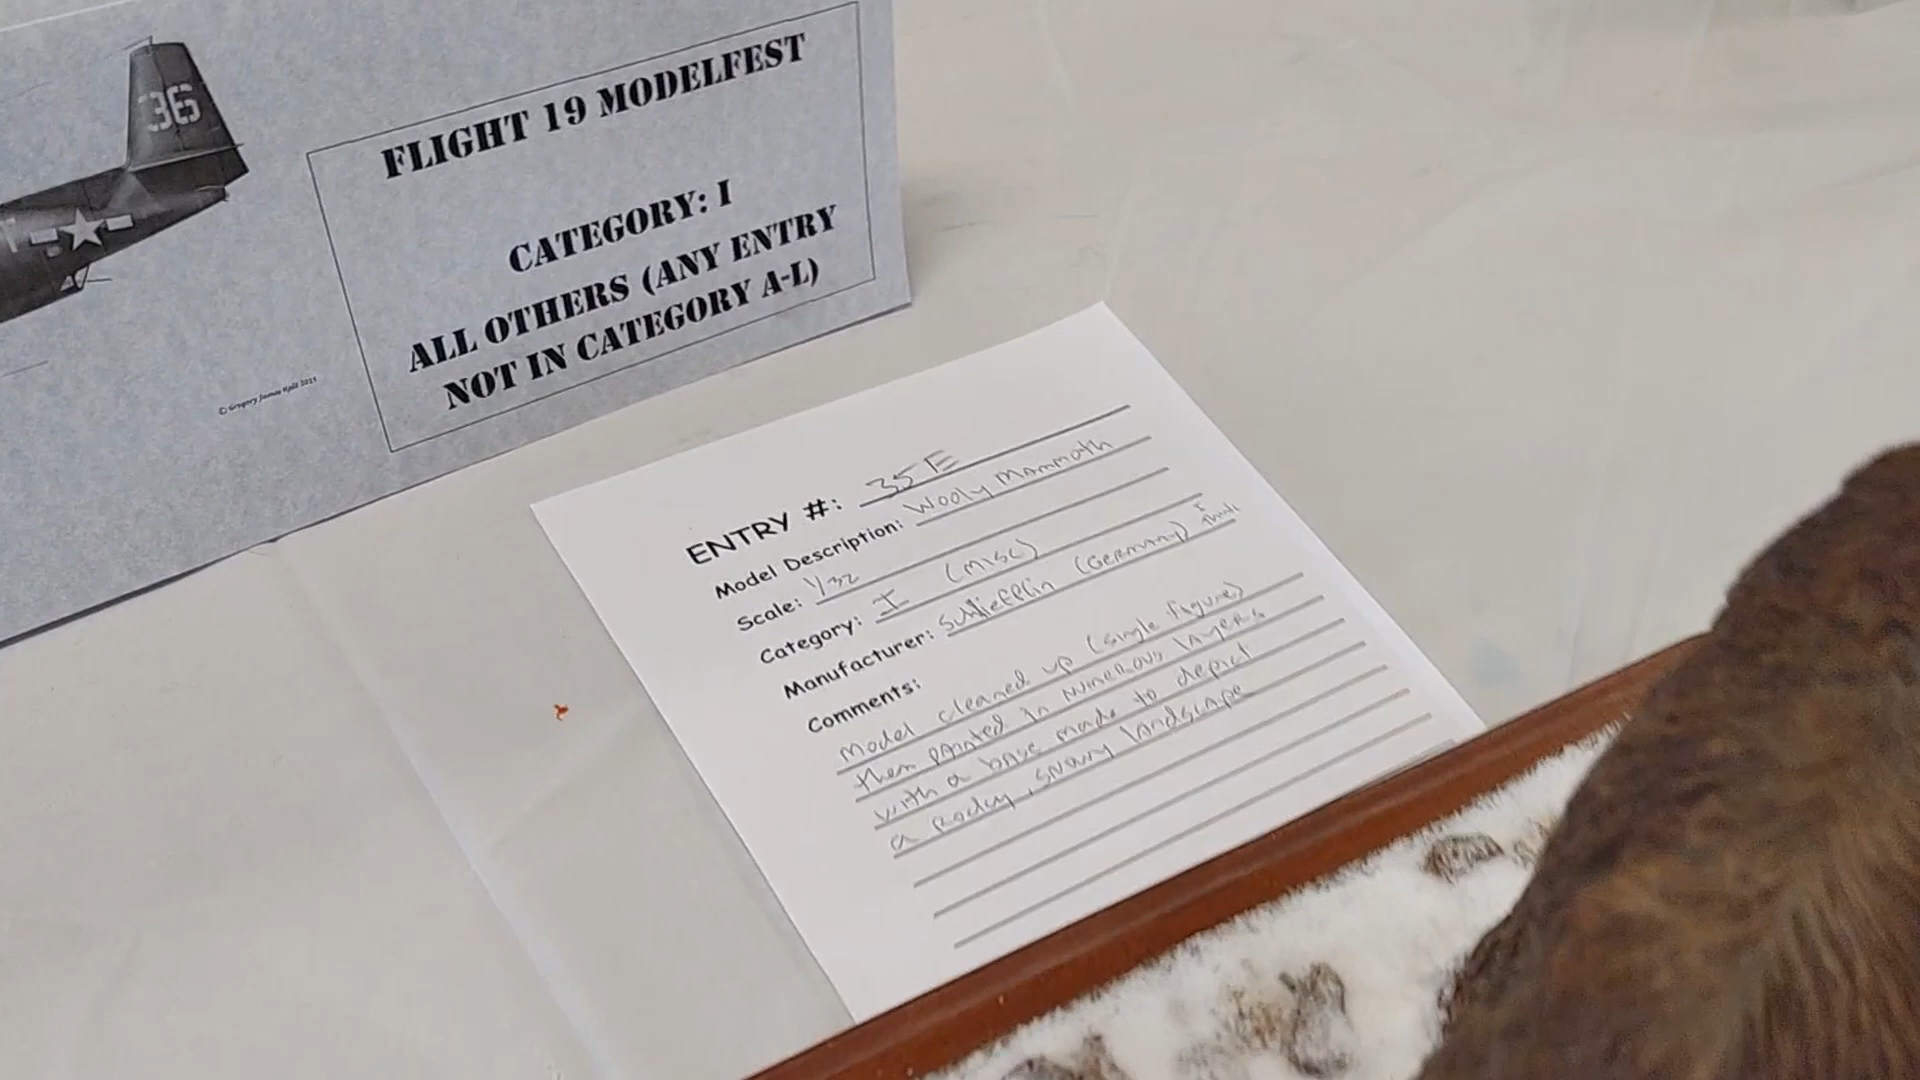 36
FLIGHT 19 MODELFEST
CATEGORY: I
ALL OTHERS (ANY ENTRY
NOT IN CATEGORY A-L)
ENTRY #: 35 E
Model Description: Wooly Mammoth
Scale: 1/32
Category: I (MISC)
Manufacturer: (Germany) I think
Comments:
Model cleaned up (single figure)
then painted in numerous layers
with a base made to depict
a rocky, snowy landscape